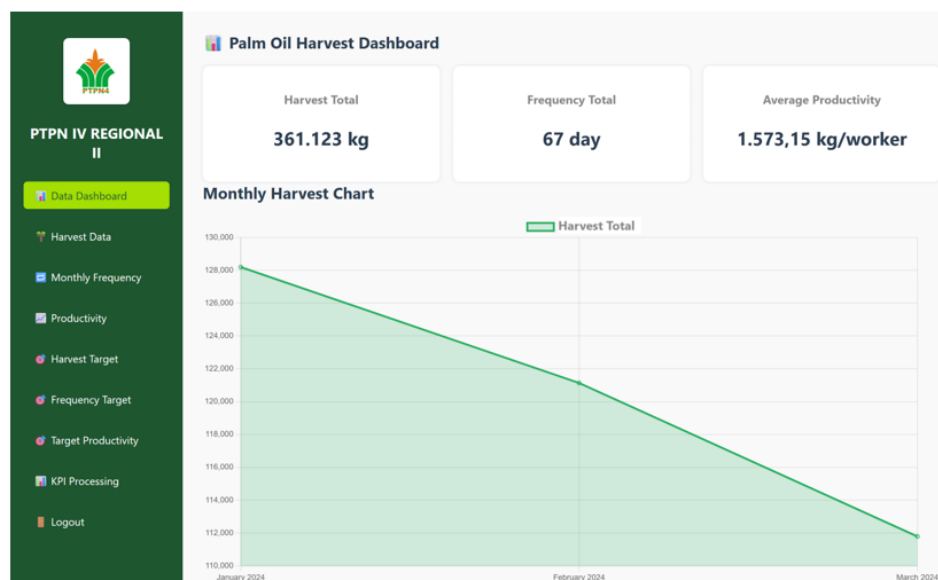 PTPN4
PTPN IV REGIONAL
II
Data Dashboard
Harvest Data
Monthly Frequency
Productivity
Harvest Target
Frequency Target
Target Productivity
KPI Processing
Logout
Palm Oil Harvest Dashboard
Harvest Total
361.123 kg
Frequency Total
67 day
Average Productivity
1.573,15 kg/worker
Monthly Harvest Chart
Harvest Total
130,000
128,000
126,000
124,000
122,000
120,000
118,000
116,000
114,000
112,000
110,000
January 2024
February 2024
March 2024